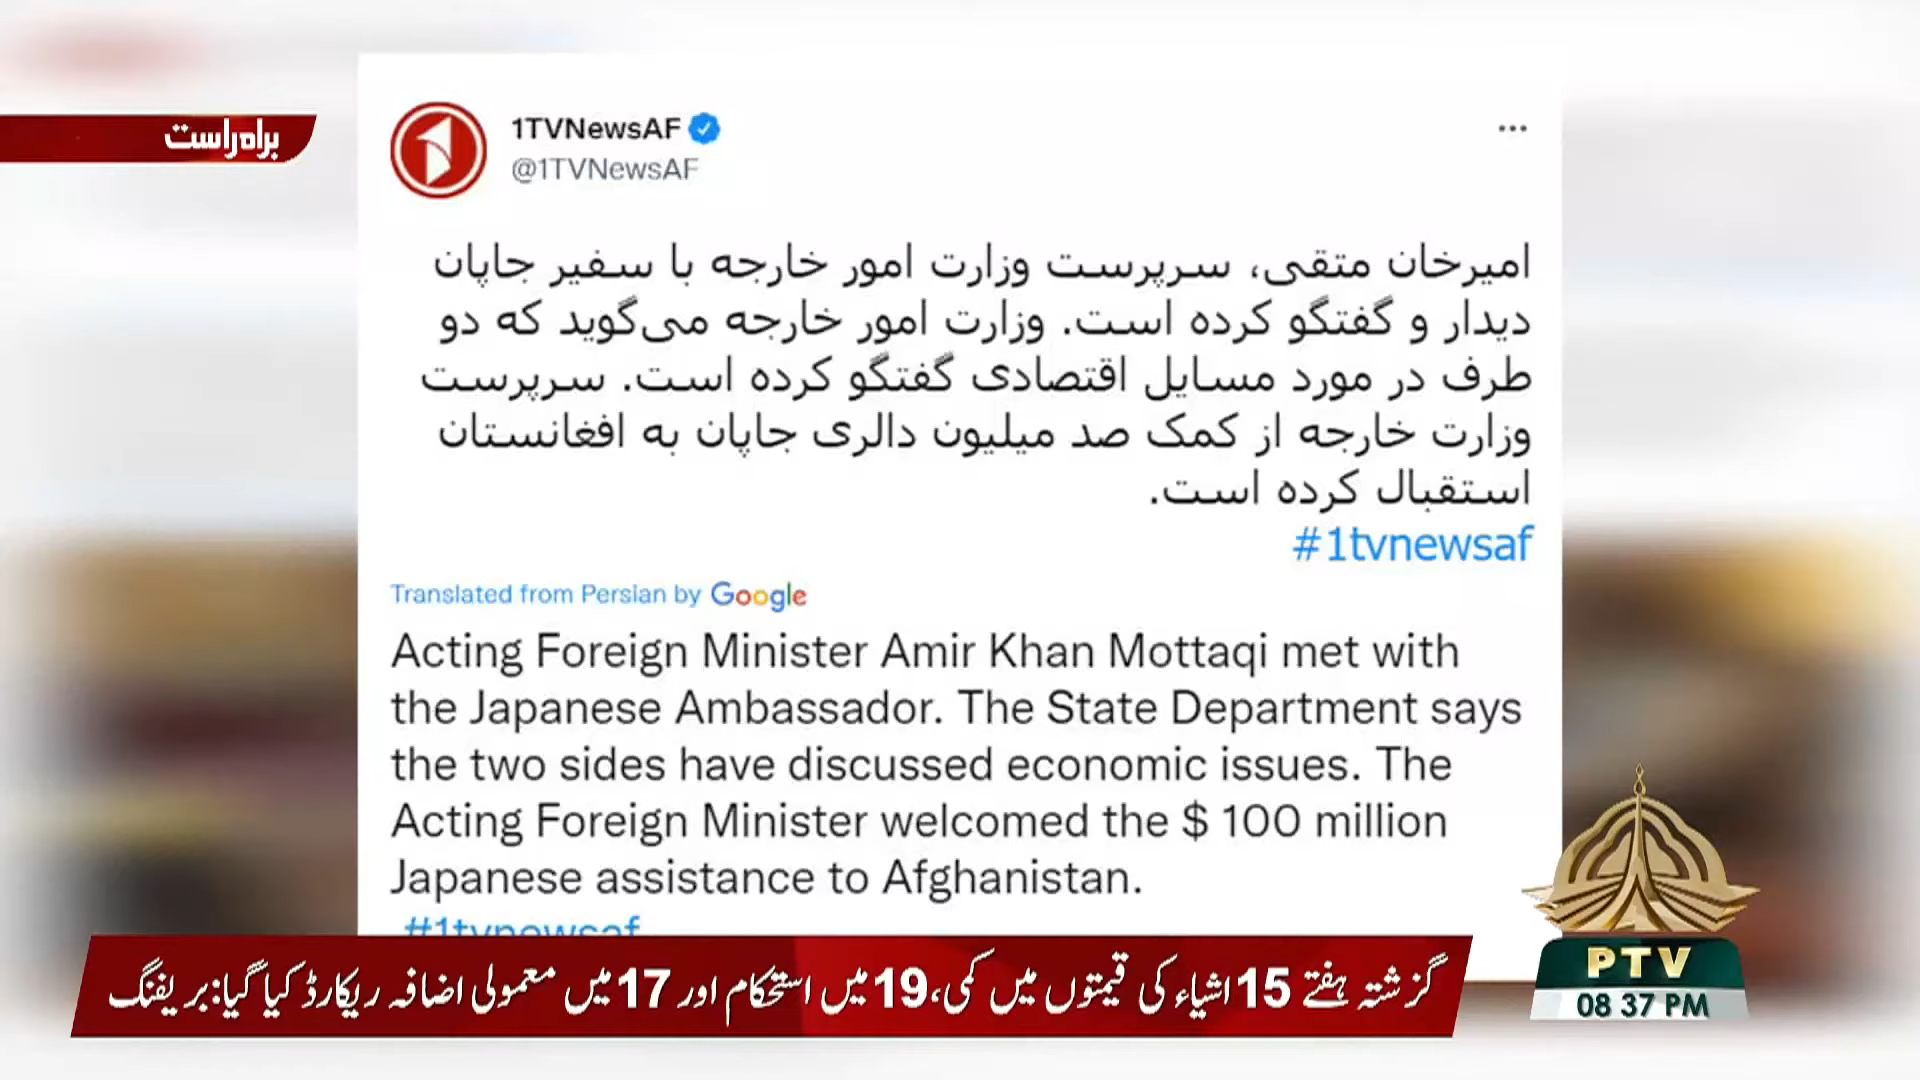 براہ راست
1TVNewsAF
@1TVNewsAF
امیرخان متقی، سرپرست وزارت امور خارجه با سفیر جاپان
دیدار و گفتگو کرده است. وزارت امور خارجه می‌گوید که دو
طرف در مورد مسایل اقتصادی گفتگو کرده است. سرپرست
وزارت خارجه از کمک صد میلیون دالری جاپان به افغانستان
استقبال کرده است.
#1tvnewsaf
Translated from Persian by Google
Acting Foreign Minister Amir Khan Mottaqi met with
the Japanese Ambassador. The State Department says
the two sides have discussed economic issues. The
Acting Foreign Minister welcomed the $ 100 million
Japanese assistance to Afghanistan.
#1tvnewsaf
گزشتہ ہفتے 15 اشیاء کی قیمتوں میں کمی، 19 میں استحکام اور 17 میں معمولی اضافہ ریکارڈ کیا گیا: بریفنگ
PTV
08 37 PM